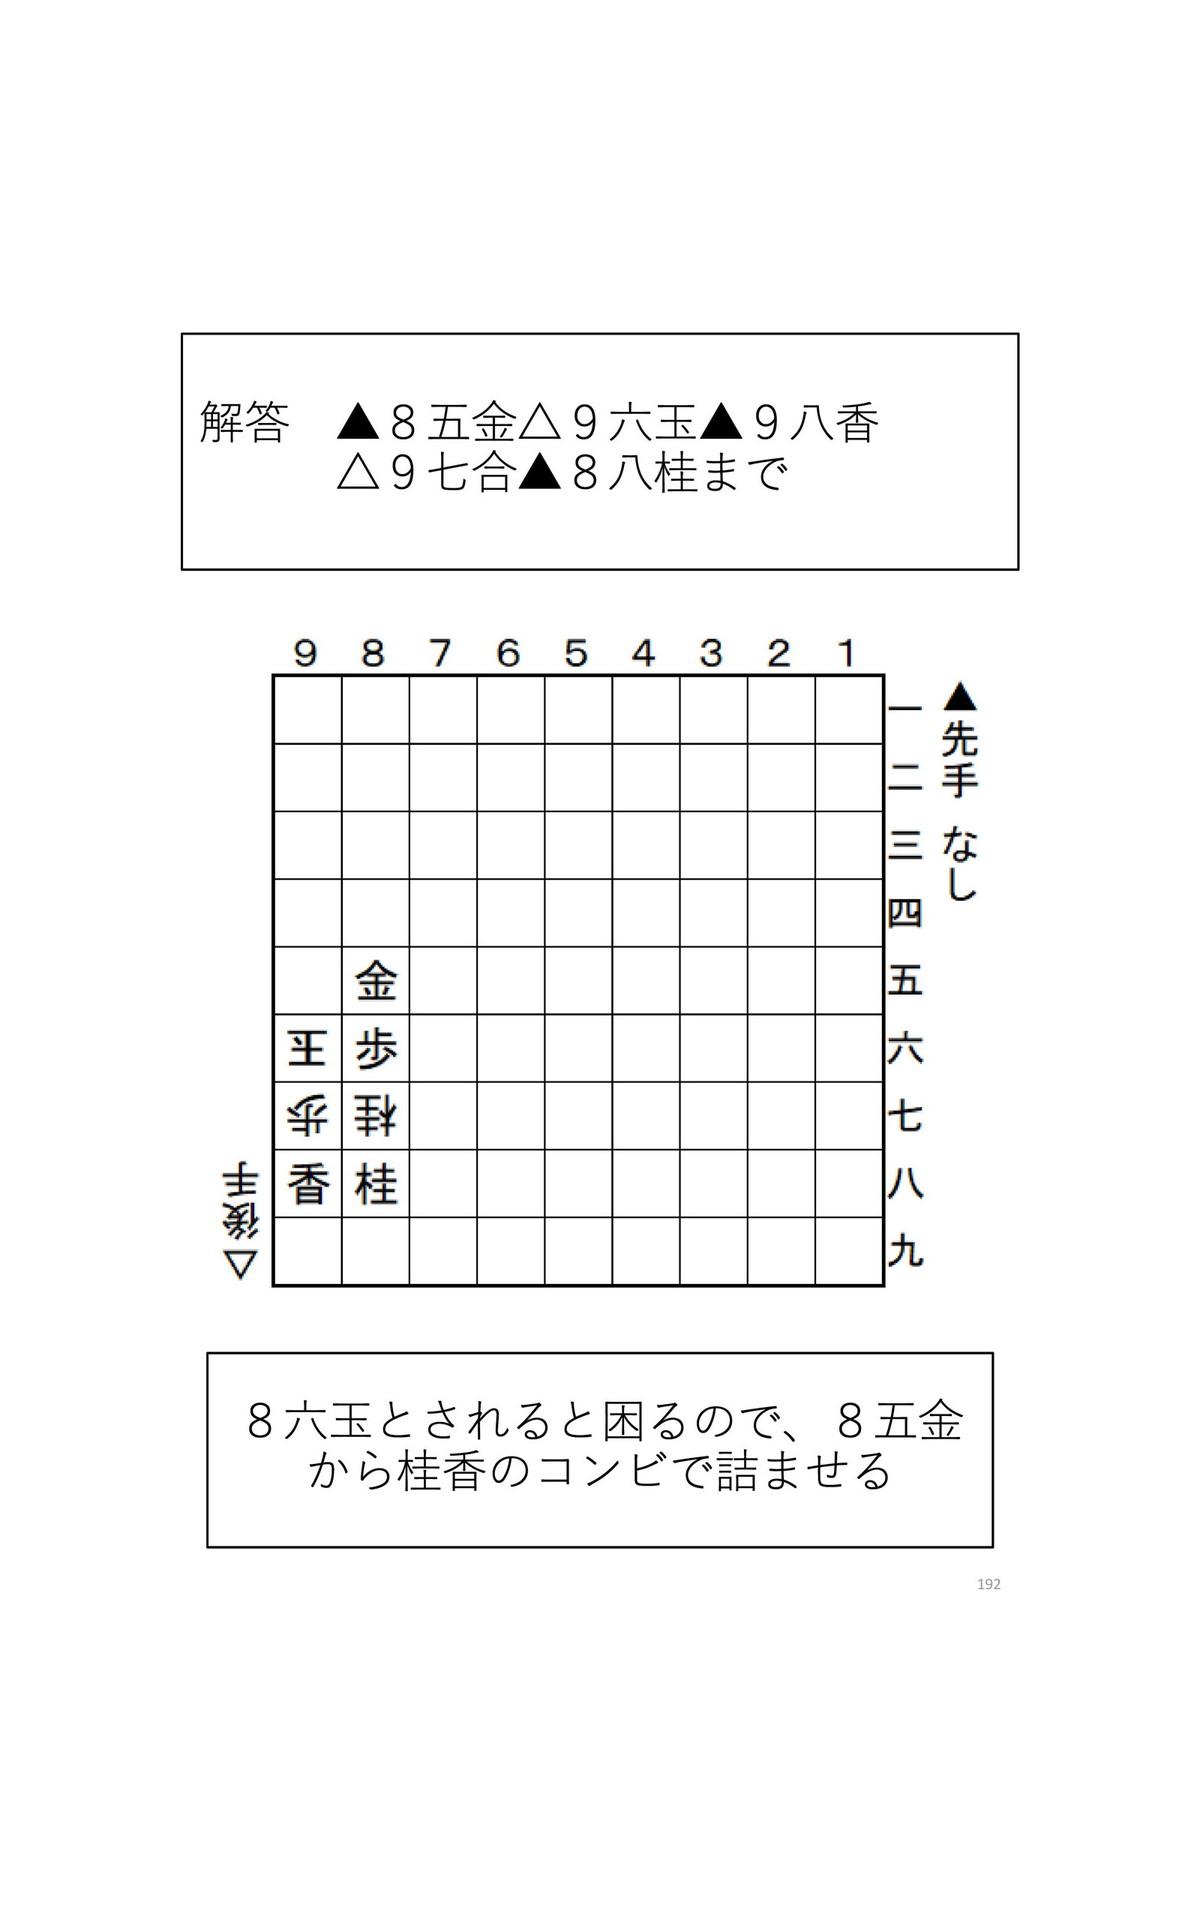 解答　▲８五金△９六玉▲９八香
△９七合▲８八桂まで
9 8 7 6 5 4 3 2 1
一
二
三
四
五
六
七
八
九
▲先手 なし
金
王 歩
歩 桂
香 桂
△後手
８六玉とされると困るので、８五金
から桂香のコンビで詰ませる
192